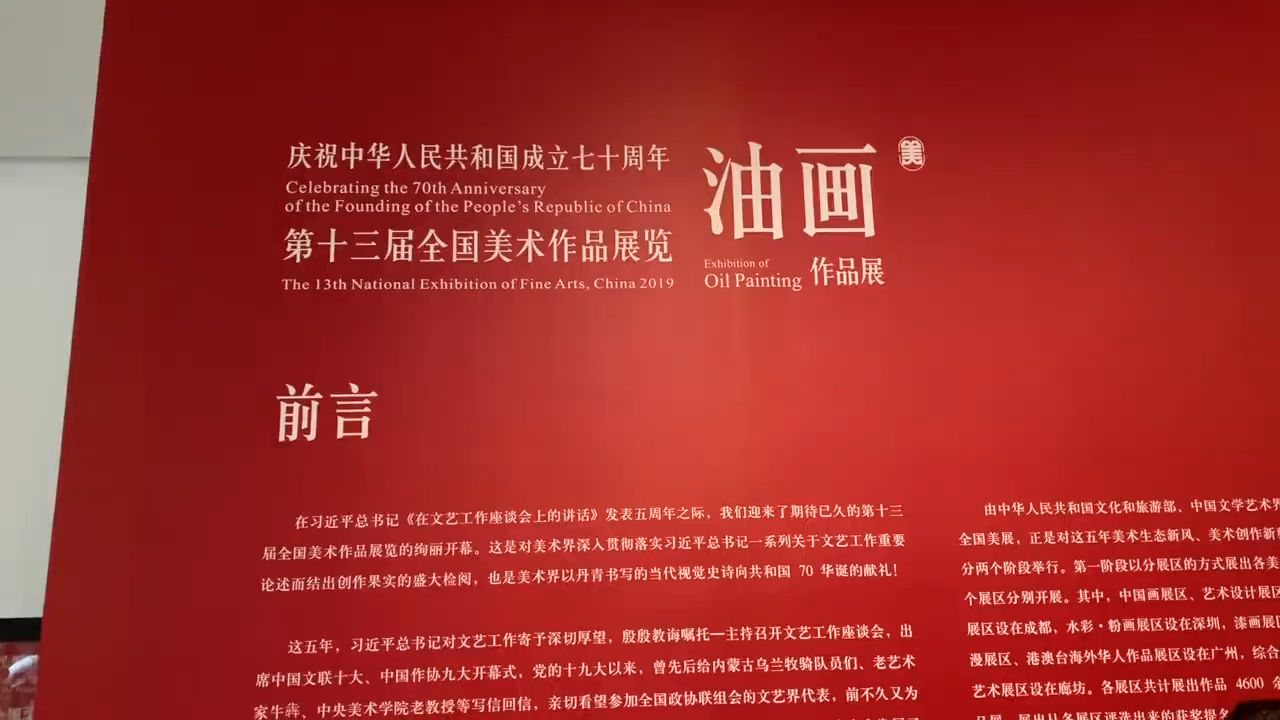 庆祝中华人民共和国成立七十周年
Celebrating the 70th Anniversary
of the Founding of the People's Republic of China
第十三届全国美术作品展览
The 13th National Exhibition of Fine Arts, China 2019
油画
美
Exhibition of
Oil Painting
作品展
前言
在习近平总书记《在文艺工作座谈会上的讲话》发表五周年之际，我们迎来了期待已久的第十三
届全国美术作品展览的绚丽开幕。这是对美术界深入贯彻落实习近平总书记一系列关于文艺工作重要
论述而结出创作果实的盛大检阅，也是美术界以丹青书写的当代视觉史诗向共和国 70 华诞的献礼！
这五年，习近平总书记对文艺工作寄予深切厚望，殷殷教诲嘱托—主持召开文艺工作座谈会，出
席中国文联十大、中国作协九大开幕式，党的十九大以来，曾先后给内蒙古乌兰牧骑队员们、老艺术
家牛犇、中央美术学院老教授等写信回信，亲切看望参加全国政协联组会的文艺界代表，前不久又为
由中华人民共和国文化和旅游部、中国文学艺术界
全国美展，正是对这五年美术生态新风、美术创作新
分两个阶段举行。第一阶段以分展区的方式展出各美
个展区分别开展。其中，中国画展区、艺术设计展区
展区设在成都，水彩·粉画展区设在深圳，漆画展
漫展区、港澳台海外华人作品展区设在广州，综合
艺术展区设在廊坊。各展区共计展出作品 4600
品展，展出从各展区评选出来的获奖提名